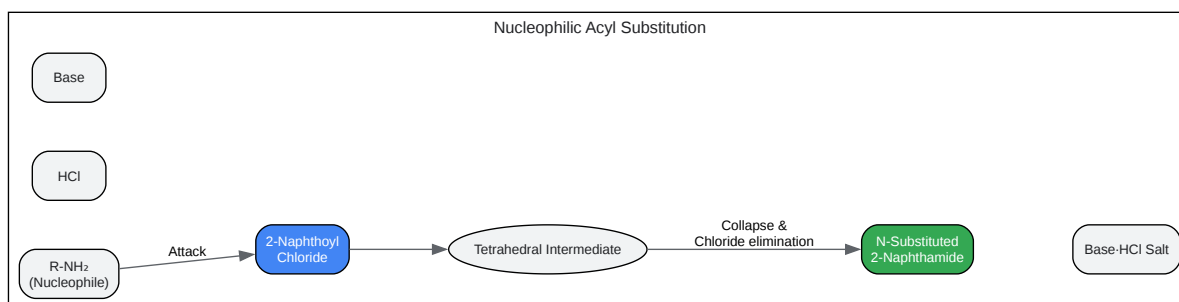 Nucleophilic Acyl Substitution
Base
HCl
R-NH₂
(Nucleophile)
Attack
2-Naphthoyl
Chloride
Tetrahedral Intermediate
Collapse &
Chloride elimination
N-Substituted
2-Naphthamide
Base·HCl Salt